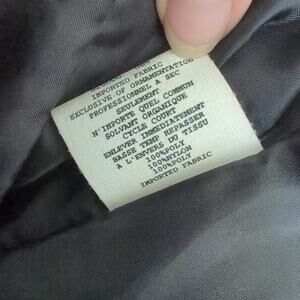 IMPORTED FABRIC
EXCLUSIVE OF ORNAMENTATION
PROFESSIONNEL A SEC
SEULEMENT
N'IMPORTE QUEL COMMUN
SOLVANT ORGANIQUE
CYCLE COURT
ENLEVER IMMEDIATEMENT
BASSE TEMP REPASSER
A L'ENVERS DU TISSU
100%POLY
100%NYLON
100%POLY
IMPORTED FABRIC